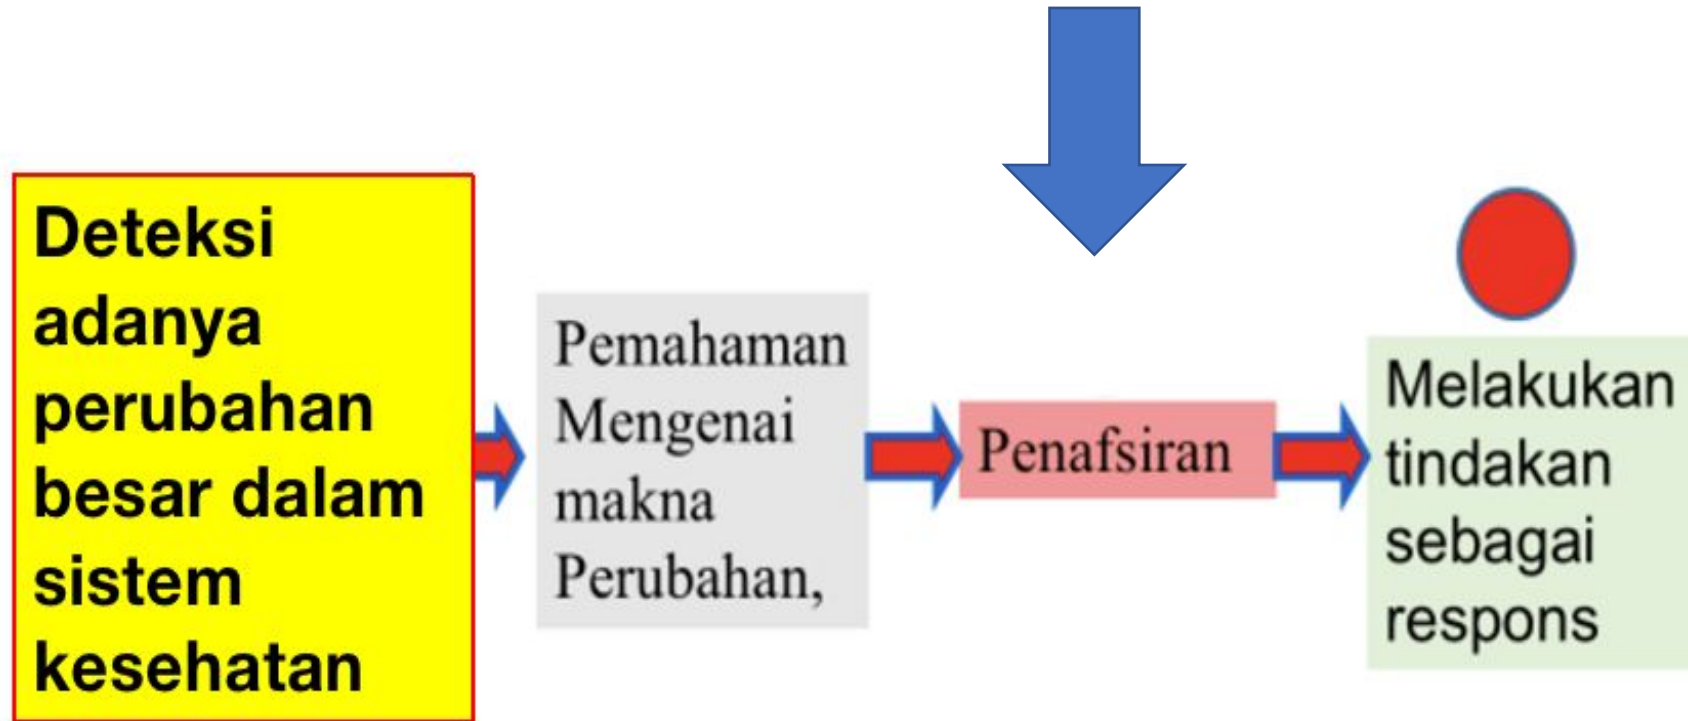 Deteksi
adanya
perubahan
besar dalam
sistem
kesehatan
Pemahaman
Mengenai
makna
Perubahan,
Penafsiran
Melakukan
tindakan
sebagai
respons